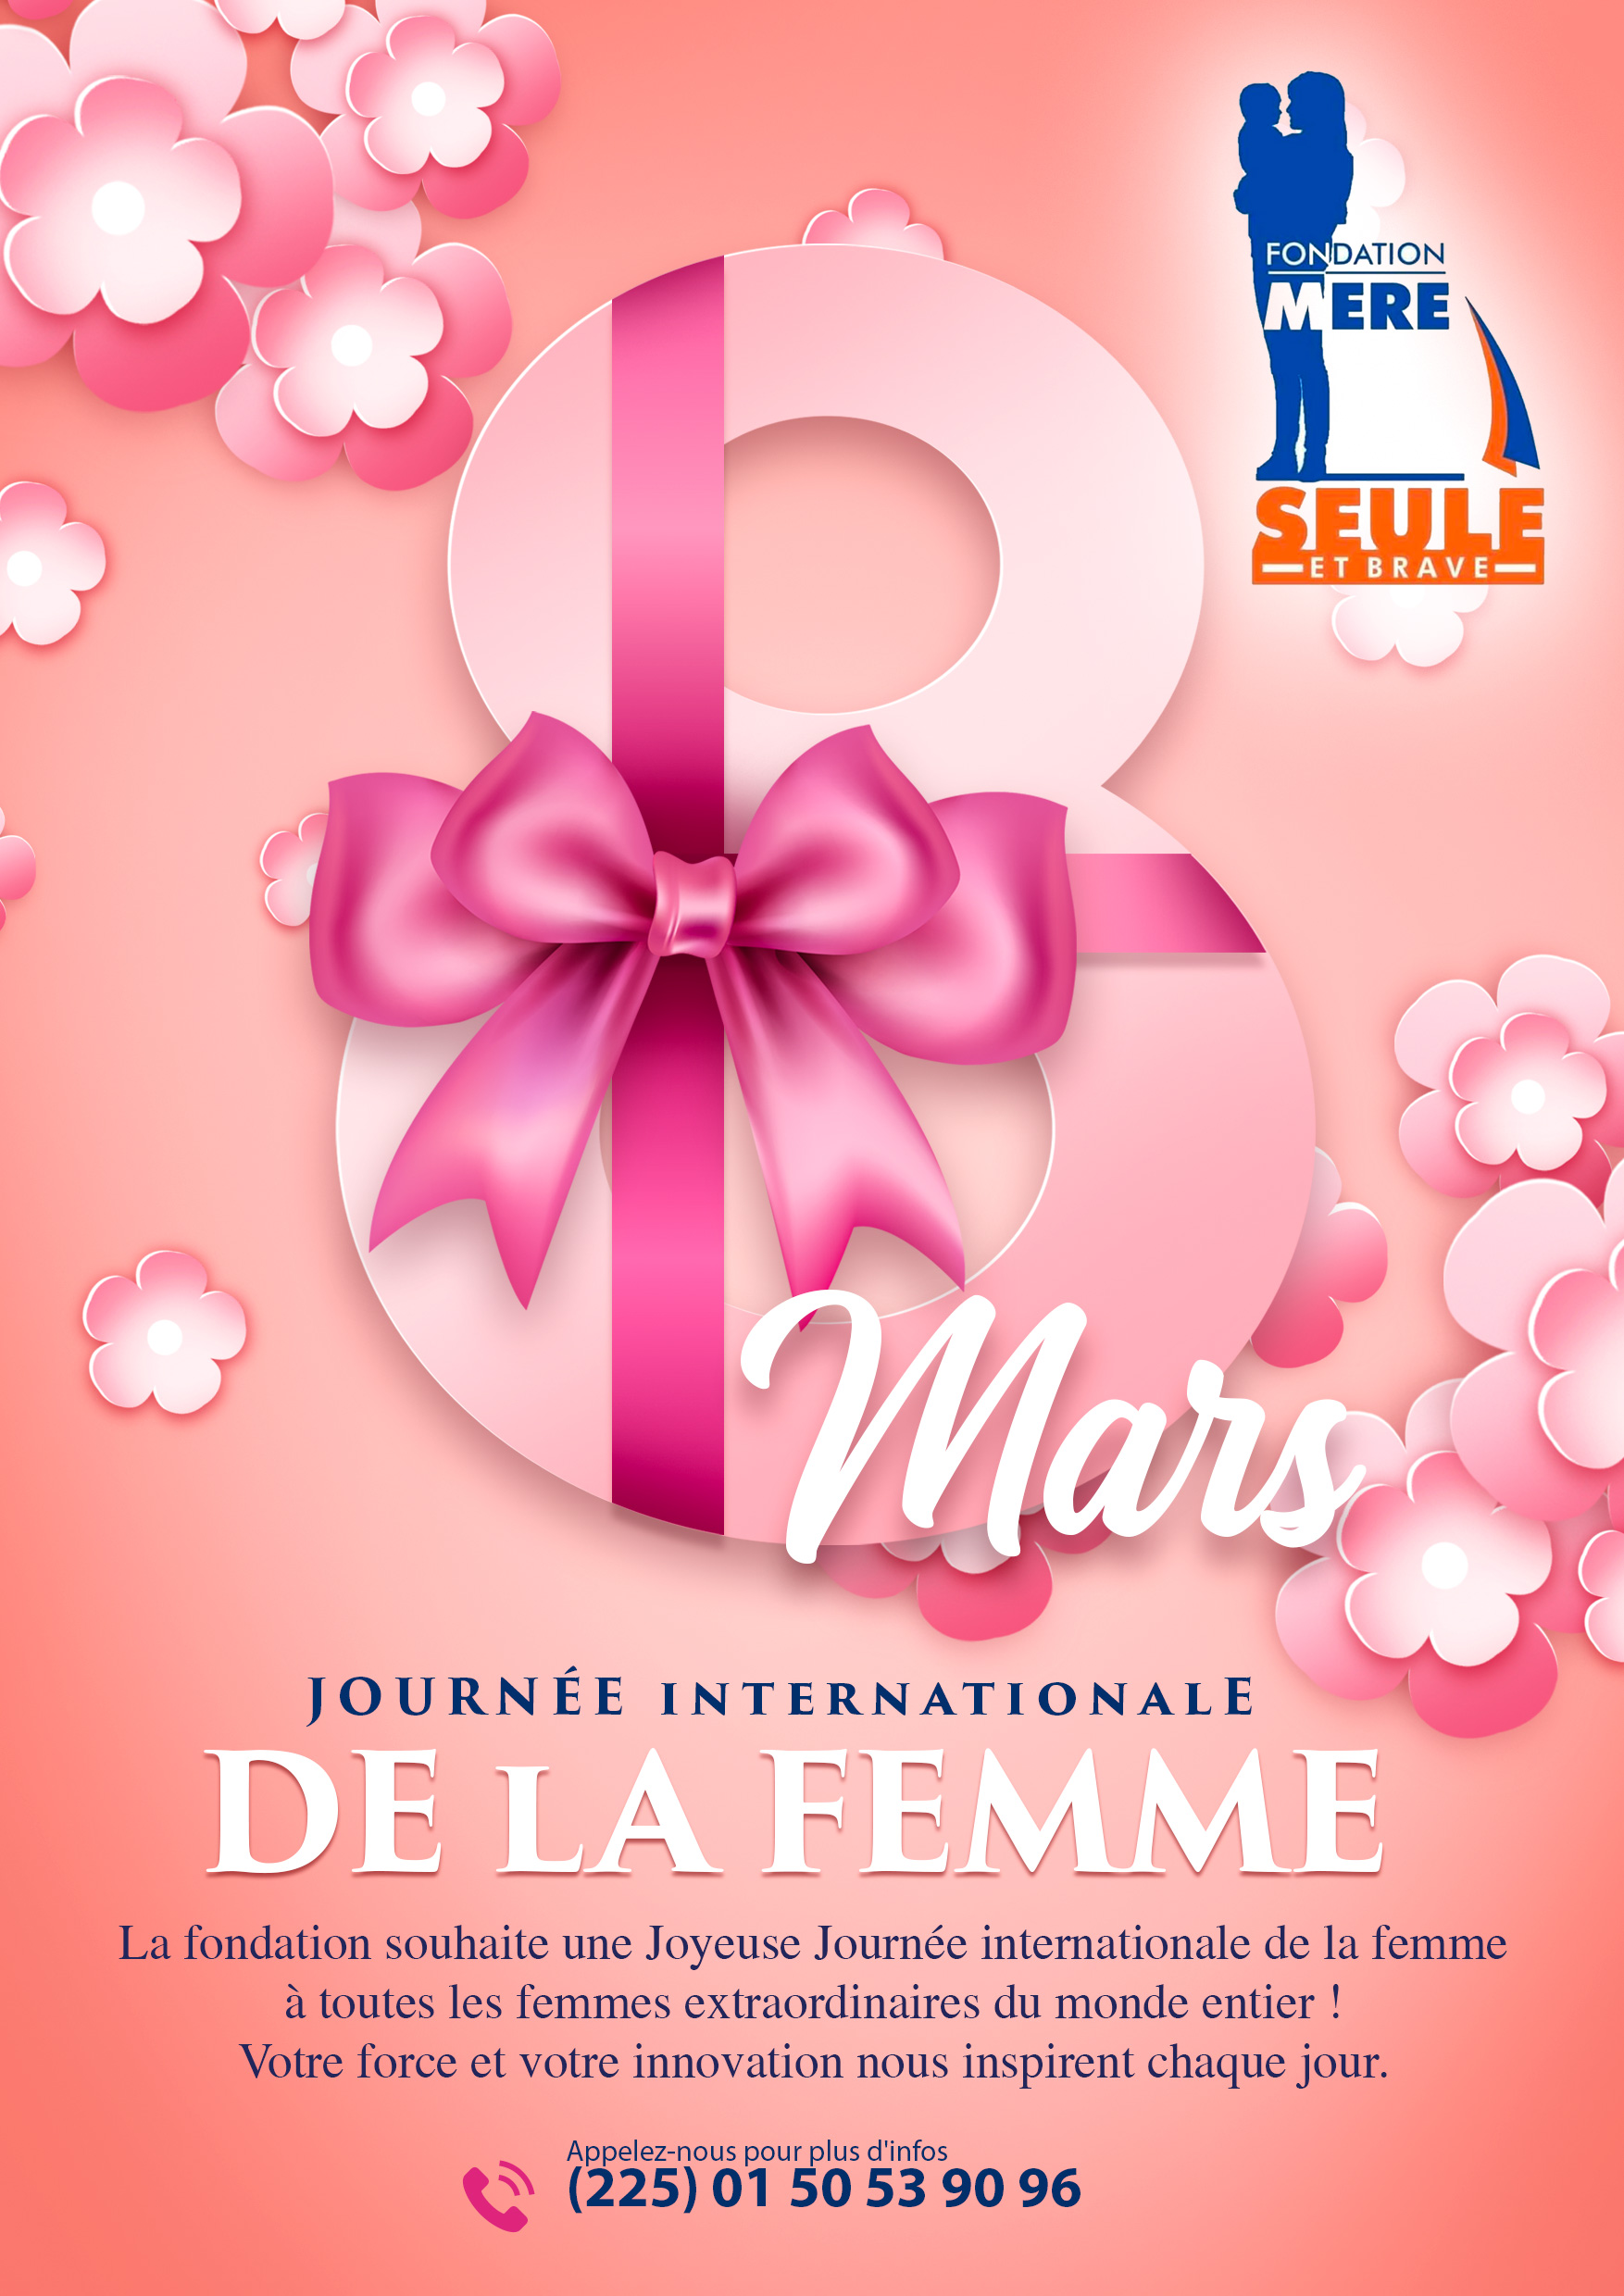 FONDATION
MERE
SEULE
ET BRAVE
8
Mars
JOURNÉE INTERNATIONALE
DE LA FEMME
La fondation souhaite une Joyeuse Journée internationale de la femme
à toutes les femmes extraordinaires du monde entier !
Votre force et votre innovation nous inspirent chaque jour.
Appelez-nous pour plus d'infos
(225) 01 50 53 90 96